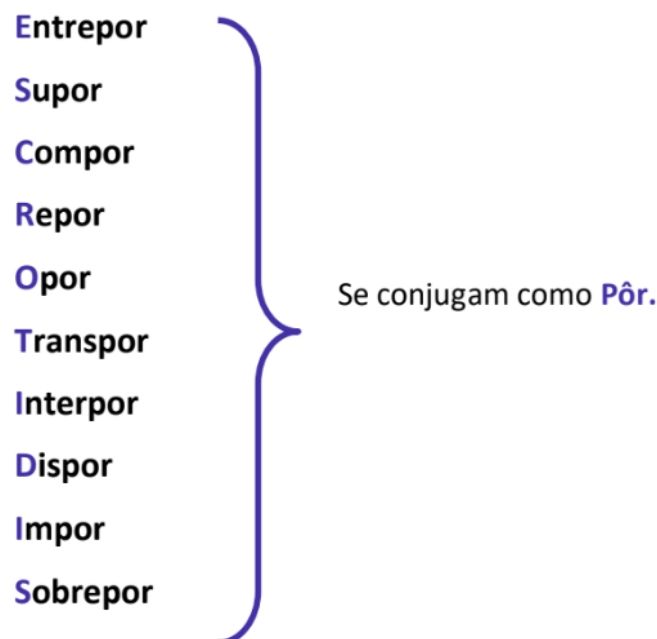 Entrepor
Supor
Compor
Repor
Opor
Transpor
Interpor
Dispor
Impor
Sobrepor
Se conjugam como Pôr.